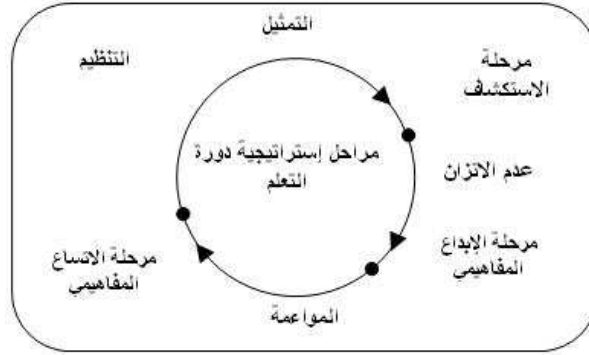 التمثيل
مرحلة
الاستكشاف
التنظيم
مراحل إستراتيجية دورة
التعلم
عدم الاتزان
مرحلة الإبداع
المفاهيمي
مرحلة الاتساع
المفاهيمي
المواءمة